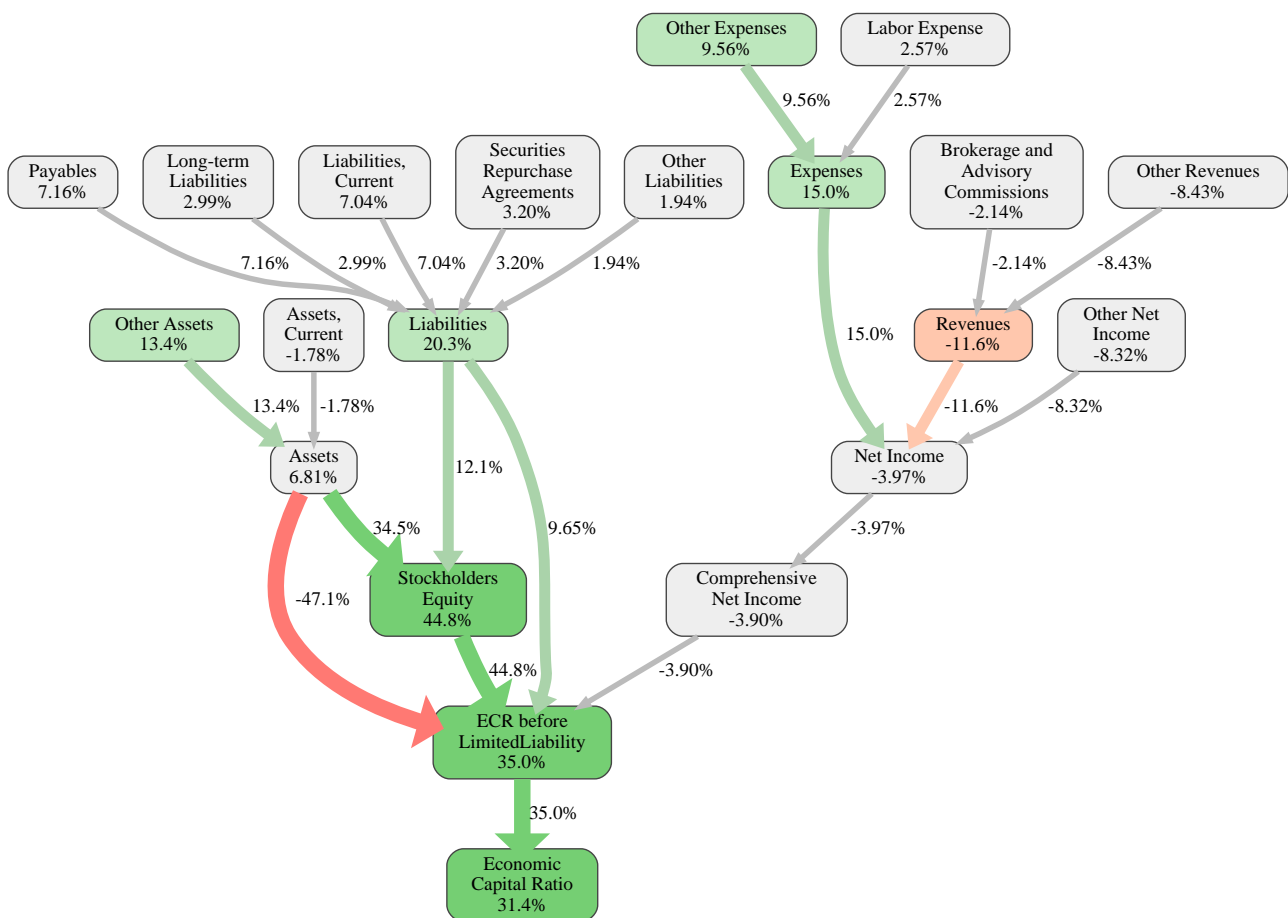 Other Expenses
9.56%
Labor Expense
2.57%
9.56%
2.57%
Payables
7.16%
Long-term
Liabilities
2.99%
Liabilities,
Current
7.04%
Securities
Repurchase
Agreements
3.20%
Other
Liabilities
1.94%
Expenses
15.0%
Brokerage and
Advisory
Commissions
-2.14%
Other Revenues
-8.43%
7.16%
2.99%
7.04%
3.20%
1.94%
-2.14%
-8.43%
Other Assets
13.4%
Assets,
Current
-1.78%
Liabilities
20.3%
15.0%
Revenues
-11.6%
Other Net
Income
-8.32%
13.4%
-1.78%
-11.6%
-8.32%
Assets
6.81%
12.1%
Net Income
-3.97%
34.5%
9.65%
-3.97%
-47.1%
Stockholders
Equity
44.8%
Comprehensive
Net Income
-3.90%
44.8%
-3.90%
ECR before
LimitedLiability
35.0%
35.0%
Economic
Capital Ratio
31.4%